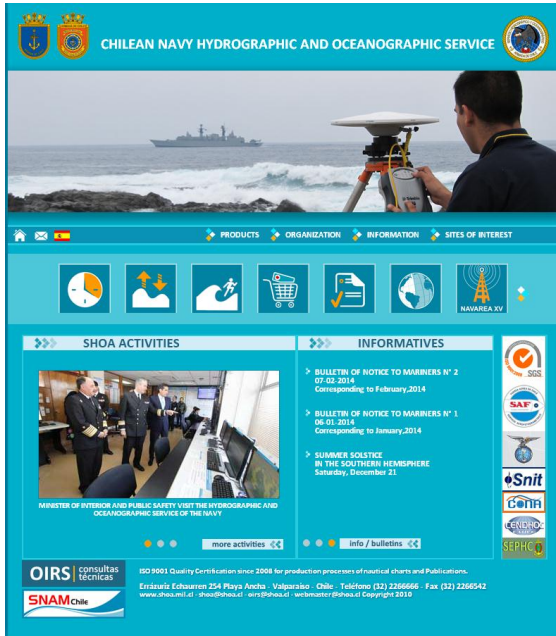 CHILEAN NAVY HYDROGRAPHIC AND OCEANOGRAPHIC SERVICE
PRODUCTS ORGANIZATION INFORMATION SITES OF INTEREST
NAVAREA XV
SHOA ACTIVITIES
MINISTER OF INTERIOR AND PUBLIC SAFETY VISIT THE HYDROGRAPHIC AND
OCEANOGRAPHIC SERVICE OF THE NAVY
more activities
INFORMATIVES
BULLETIN OF NOTICE TO MARINERS N° 2
07-02-2014
Corresponding to February,2014
BULLETIN OF NOTICE TO MARINERS N° 1
06-01-2014
Corresponding to January,2014
SUMMER SOLSTICE
IN THE SOUTHERN HEMISPHERE
Saturday, December 21
info / bulletins
SGS
SAF
Snit
CONA
CENDHOC
SEPHC
OIRS consultas
técnicas
SNAM Chile
ISO 9001 Quality Certification since 2008 for production processes of nautical charts and Publications.
Errázuriz Echaurren 254 Playa Ancha - Valparaíso - Chile - Teléfono (32) 2266666 - Fax (32) 2266542
www.shoa.mil.cl - shoa@shoa.cl - oirs@shoa.cl - webmaster@shoa.cl Copyright 2010